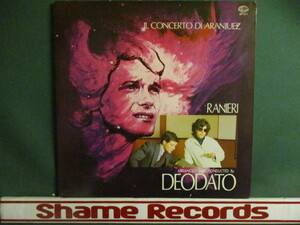 IL CONCERTO DI ARANJUEZ
RANIERI
ARRANGED AND CONDUCTED by
DEODATO
Shame Records